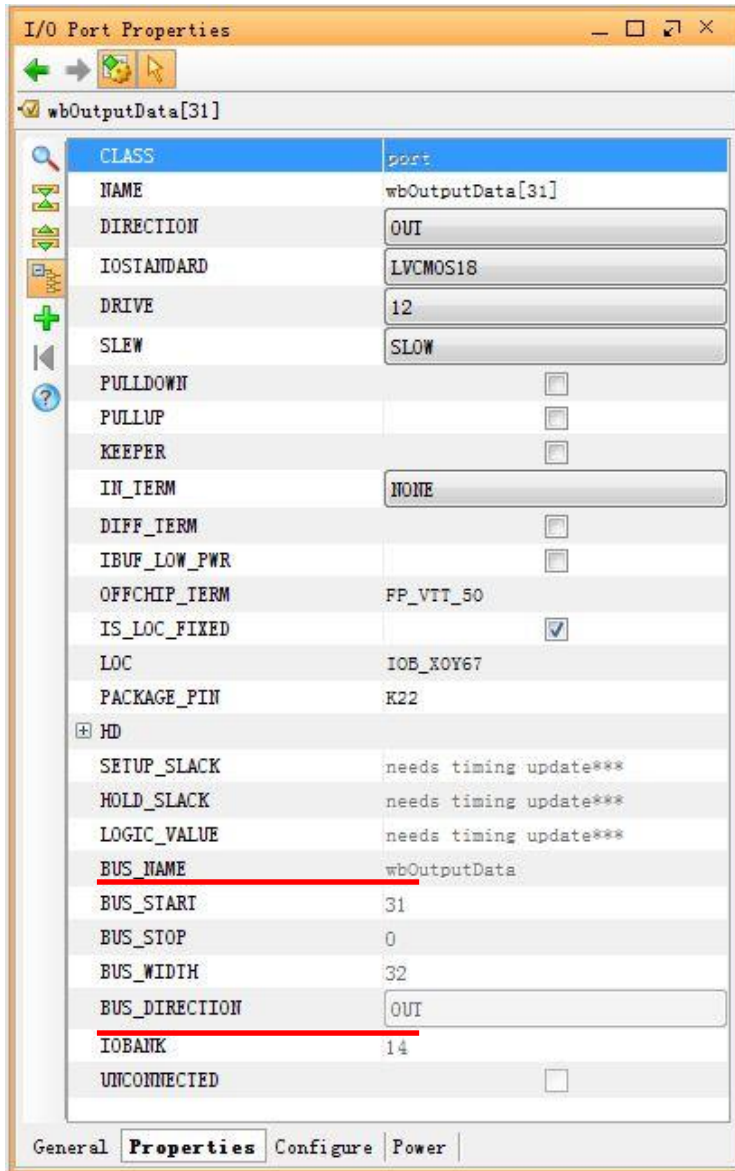 I/O Port Properties
wbOutputData[31]
CLASS port
NAME wbOutputData[31]
DIRECTION OUT
IOSTANDARD LVCMOS18
DRIVE 12
SLEW SLOW
PULLDOWN
PULLUP
KEEPER
IN_TERM NONE
DIFF_TERM
IBUF_LOW_PWR
OFFCHIP_TERM FP_VTT_50
IS_LOC_FIXED
LOC IOB_X0Y67
PACKAGE_PIN K22
HD
SETUP_SLACK needs timing update***
HOLD_SLACK needs timing update***
LOGIC_VALUE needs timing update***
BUS_NAME wbOutputData
BUS_START 31
BUS_STOP 0
BUS_WIDTH 32
BUS_DIRECTION OUT
IOBANK 14
UNCONNECTED
General Properties Configure Power